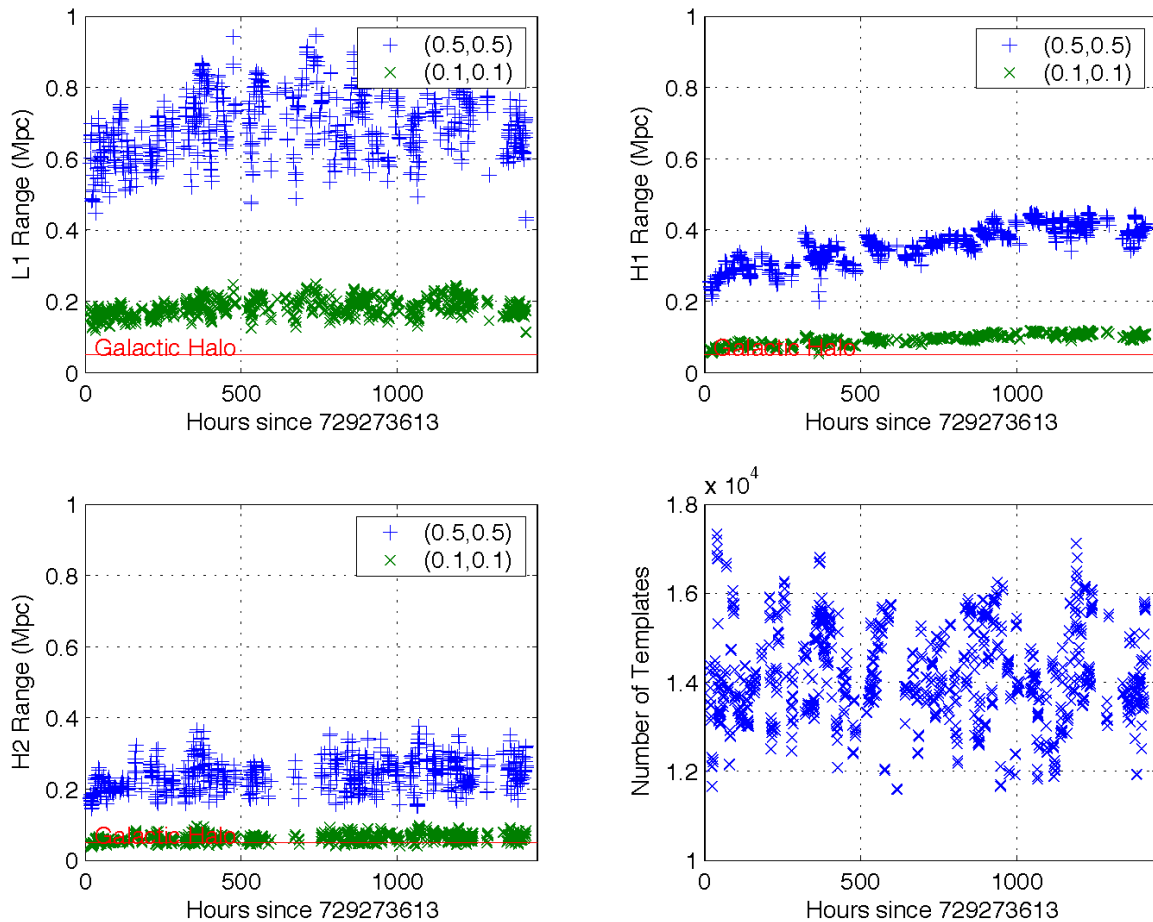 1
0.8
0.6
0.4
0.2
0
L1 Range (Mpc)
(0.5,0.5)
(0.1,0.1)
Galactic Halo
0 500 1000
Hours since 729273613
1
0.8
0.6
0.4
0.2
0
H1 Range (Mpc)
(0.5,0.5)
(0.1,0.1)
Galactic Halo
0 500 1000
Hours since 729273613
1
0.8
0.6
0.4
0.2
0
H2 Range (Mpc)
(0.5,0.5)
(0.1,0.1)
Galactic Halo
0 500 1000
Hours since 729273613
x 10^4
1.8
1.6
1.4
1.2
1
Number of Templates
0 500 1000
Hours since 729273613